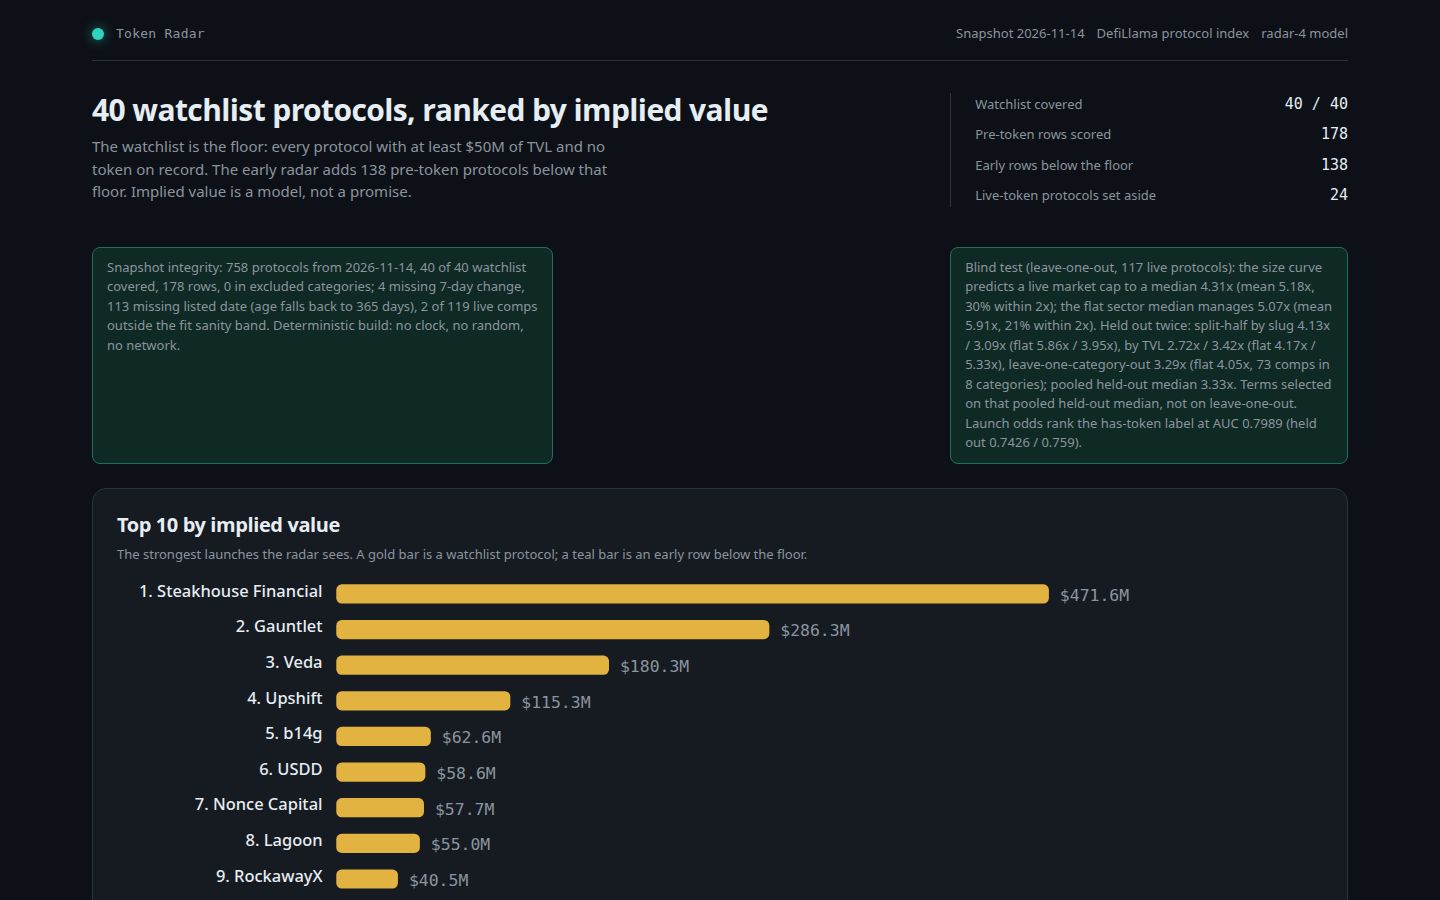 Token Radar
Snapshot 2026-11-14 DefiLlama protocol index radar-4 model
40 watchlist protocols, ranked by implied value
The watchlist is the floor: every protocol with at least $50M of TVL and no
token on record. The early radar adds 138 pre-token protocols below that
floor. Implied value is a model, not a promise.
Watchlist covered 40 / 40
Pre-token rows scored 178
Early rows below the floor 138
Live-token protocols set aside 24
Snapshot integrity: 758 protocols from 2026-11-14, 40 of 40 watchlist
covered, 178 rows, 0 in excluded categories; 4 missing 7-day change,
113 missing listed date (age falls back to 365 days), 2 of 119 live comps
outside the fit sanity band. Deterministic build: no clock, no random,
no network.
Blind test (leave-one-out, 117 live protocols): the size curve
predicts a live market cap to a median 4.31x (mean 5.18x,
30% within 2x); the flat sector median manages 5.07x (mean
5.91x, 21% within 2x). Held out twice: split-half by slug 4.13x
/ 3.09x (flat 5.86x / 3.95x), by TVL 2.72x / 3.42x (flat 4.17x /
5.33x), leave-one-category-out 3.29x (flat 4.05x, 73 comps in
8 categories); pooled held-out median 3.33x. Terms selected
on that pooled held-out median, not on leave-one-out.
Launch odds rank the has-token label at AUC 0.7989 (held
out 0.7426 / 0.759).
Top 10 by implied value
The strongest launches the radar sees. A gold bar is a watchlist protocol; a teal bar is an early row below the floor.
1. Steakhouse Financial $471.6M
2. Gauntlet $286.3M
3. Veda $180.3M
4. Upshift $115.3M
5. b14g $62.6M
6. USDD $58.6M
7. Nonce Capital $57.7M
8. Lagoon $55.0M
9. RockawayX $40.5M